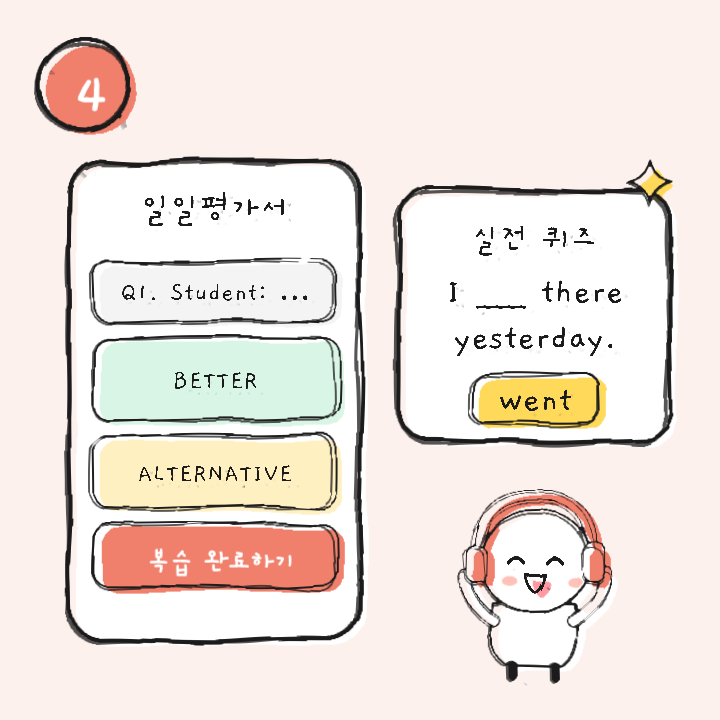 4
일일평가서
Q1. Student: ...
BETTER
ALTERNATIVE
복습 완료하기
실전 퀴즈
I ___ there
yesterday.
went